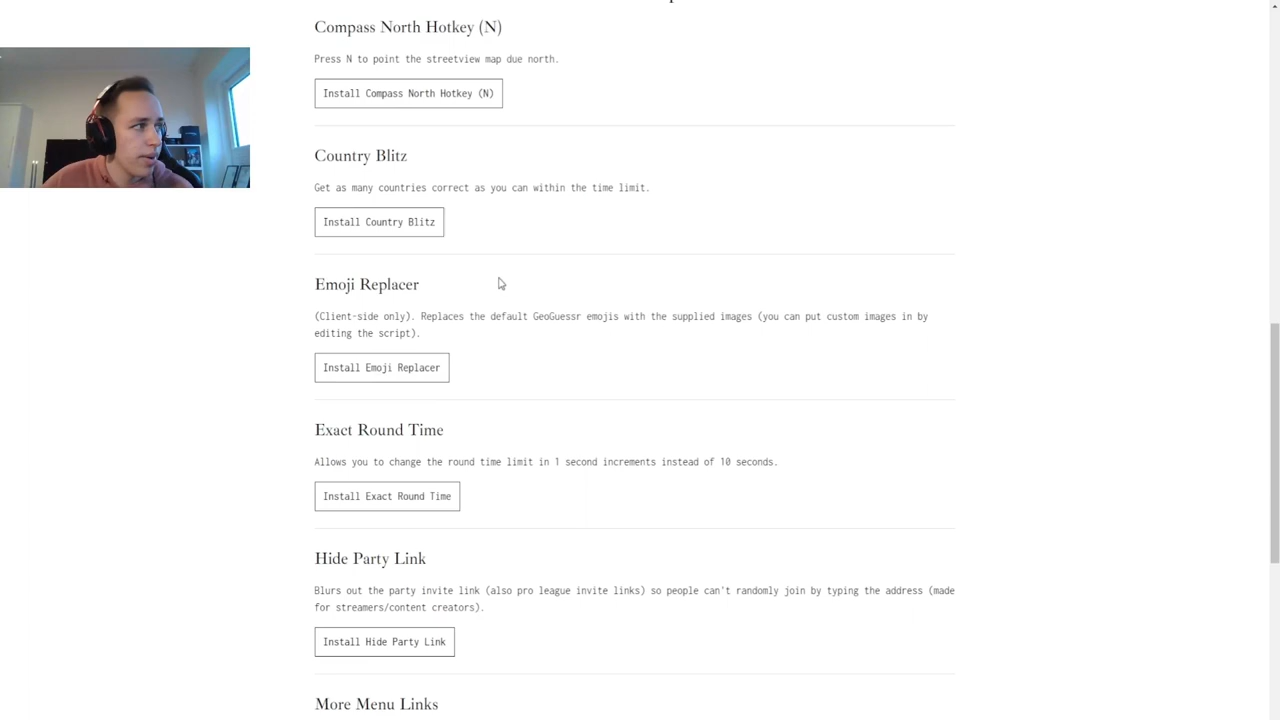 Compass North Hotkey (N)
Press N to point the streetview map due north.
Install Compass North Hotkey (N)
Country Blitz
Get as many countries correct as you can within the time limit.
Install Country Blitz
Emoji Replacer
(Client-side only). Replaces the default GeoGuessr emojis with the supplied images (you can put custom images in by
editing the script).
Install Emoji Replacer
Exact Round Time
Allows you to change the round time limit in 1 second increments instead of 10 seconds.
Install Exact Round Time
Hide Party Link
Blurs out the party invite link (also pro league invite links) so people can't randomly join by typing the address (made
for streamers/content creators).
Install Hide Party Link
More Menu Links